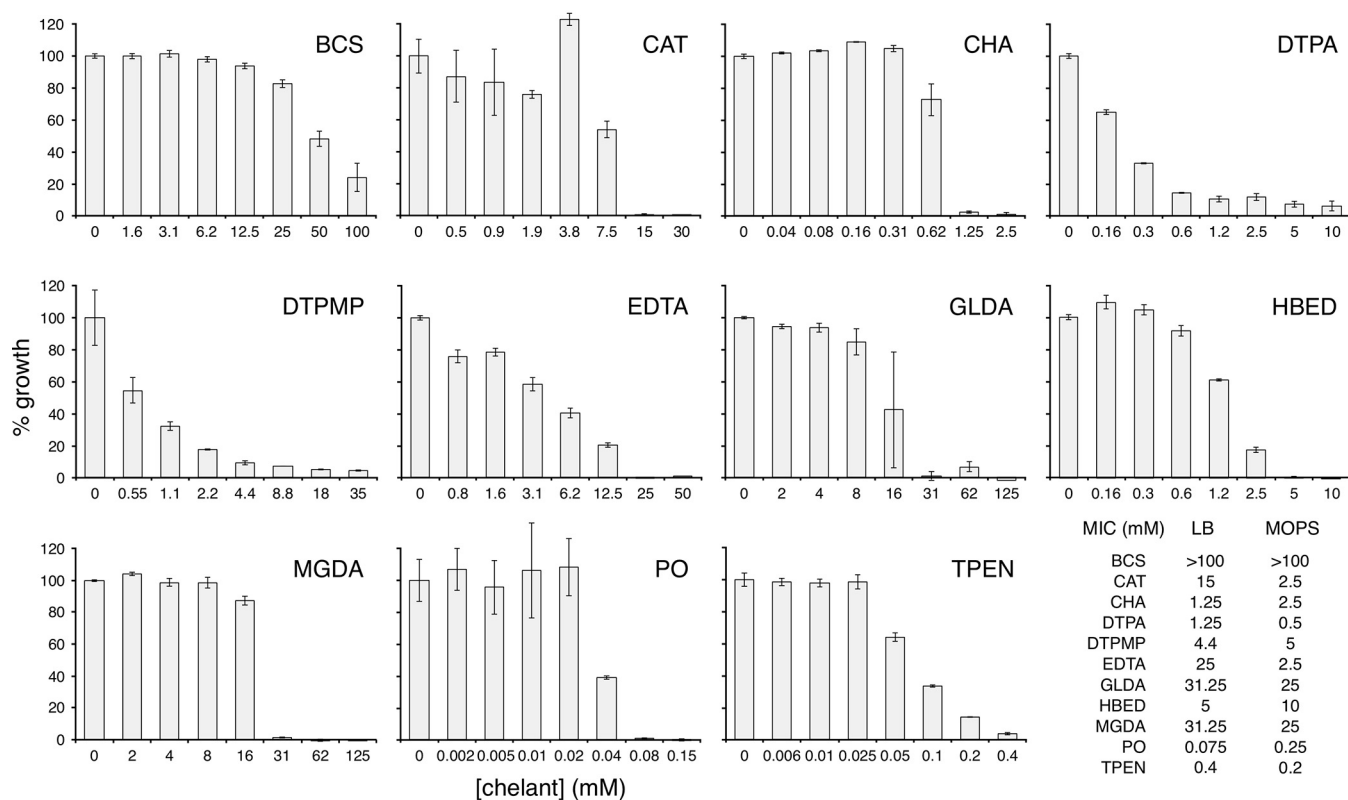 BCS
CAT
CHA
DTPA
120
100
80
60
40
20
0
0 1.6 3.1 6.2 12.5 25 50 100
0 0.5 0.9 1.9 3.8 7.5 15 30
0 0.04 0.08 0.16 0.31 0.62 1.25 2.5
0 0.16 0.3 0.6 1.2 2.5 5 10
DTPMP
EDTA
GLDA
HBED
% growth
120
100
80
60
40
20
0
0 0.55 1.1 2.2 4.4 8.8 18 35
0 0.8 1.6 3.1 6.2 12.5 25 50
0 2 4 8 16 31 62 125
0 0.16 0.3 0.6 1.2 2.5 5 10
MGDA
PO
TPEN
120
100
80
60
40
20
0
0 2 4 8 16 31 62 125
0 0.002 0.005 0.01 0.02 0.04 0.08 0.15
0 0.006 0.01 0.025 0.05 0.1 0.2 0.4
[chelant] (mM)
MIC (mM) LB MOPS
BCS >100 >100
CAT 15 2.5
CHA 1.25 2.5
DTPA 1.25 0.5
DTPMP 4.4 5
EDTA 25 2.5
GLDA 31.25 25
HBED 5 10
MGDA 31.25 25
PO 0.075 0.25
TPEN 0.4 0.2